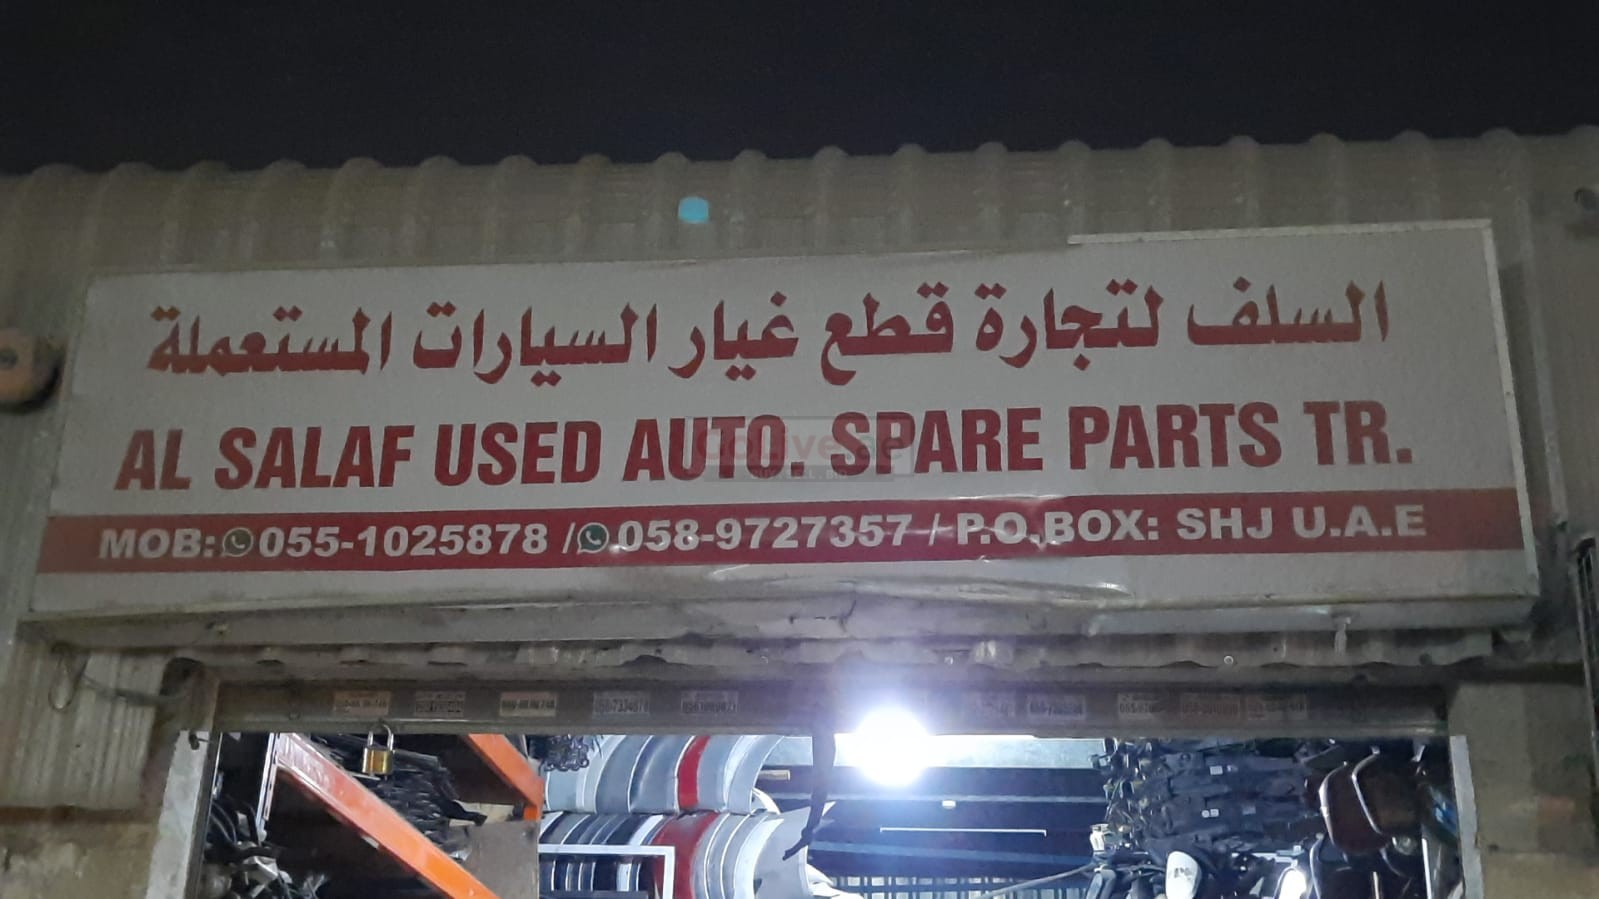 السلف لتجارة قطع غيار السيارات المستعملة
AL SALAF USED AUTO. SPARE PARTS TR.
MOB: 055-1025878 / 058-9727357 / P.O.BOX: SHJ U.A.E